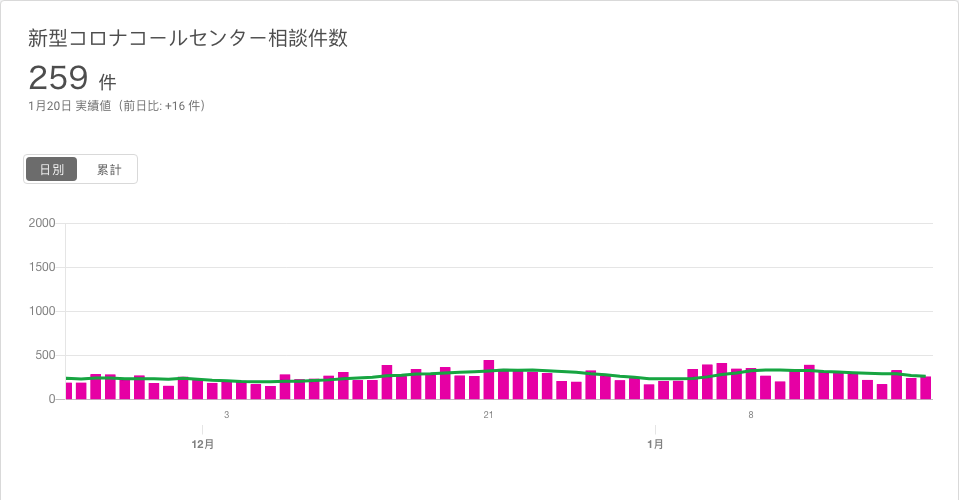 新型コロナコールセンター相談件数
259 件
1月20日 実績値（前日比: +16 件）
日別 累計
2000
1500
1000
500
0
3 21 8
12月 1月